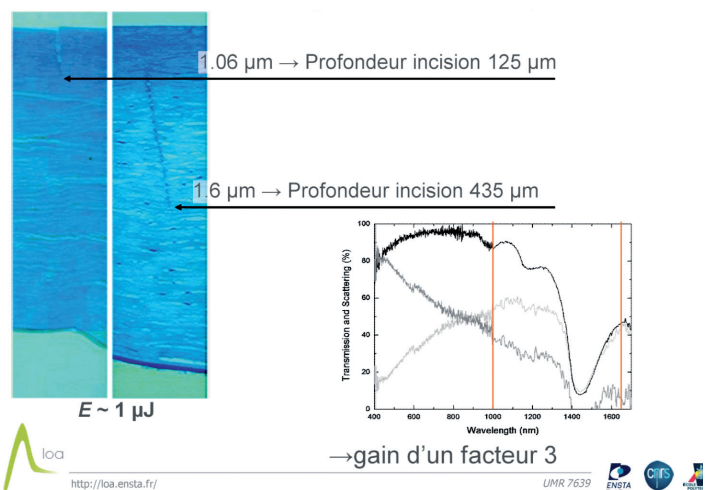 1.06 µm → Profondeur incision 125 µm
1.6 µm → Profondeur incision 435 µm
Transmission and Scattering (%)
100
80
60
40
20
0
400 600 800 1000 1200 1400 1600
Wavelength (nm)
E ~ 1 µJ
→gain d'un facteur 3
loa
http://loa.ensta.fr/
UMR 7639
ENSTA
cnrs